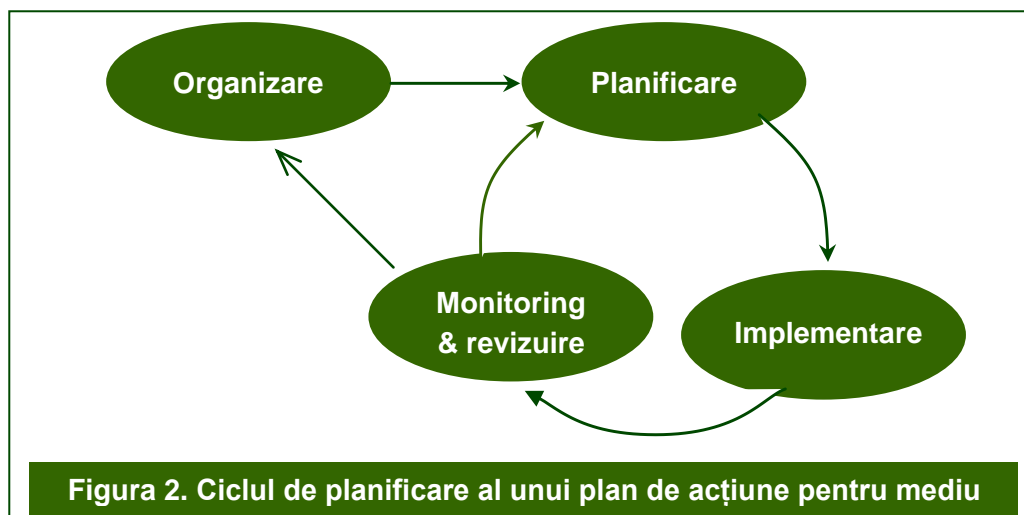 Organizare
Planificare
Monitoring
& revizuire
Implementare
Figura 2. Ciclul de planificare al unui plan de acțiune pentru mediu